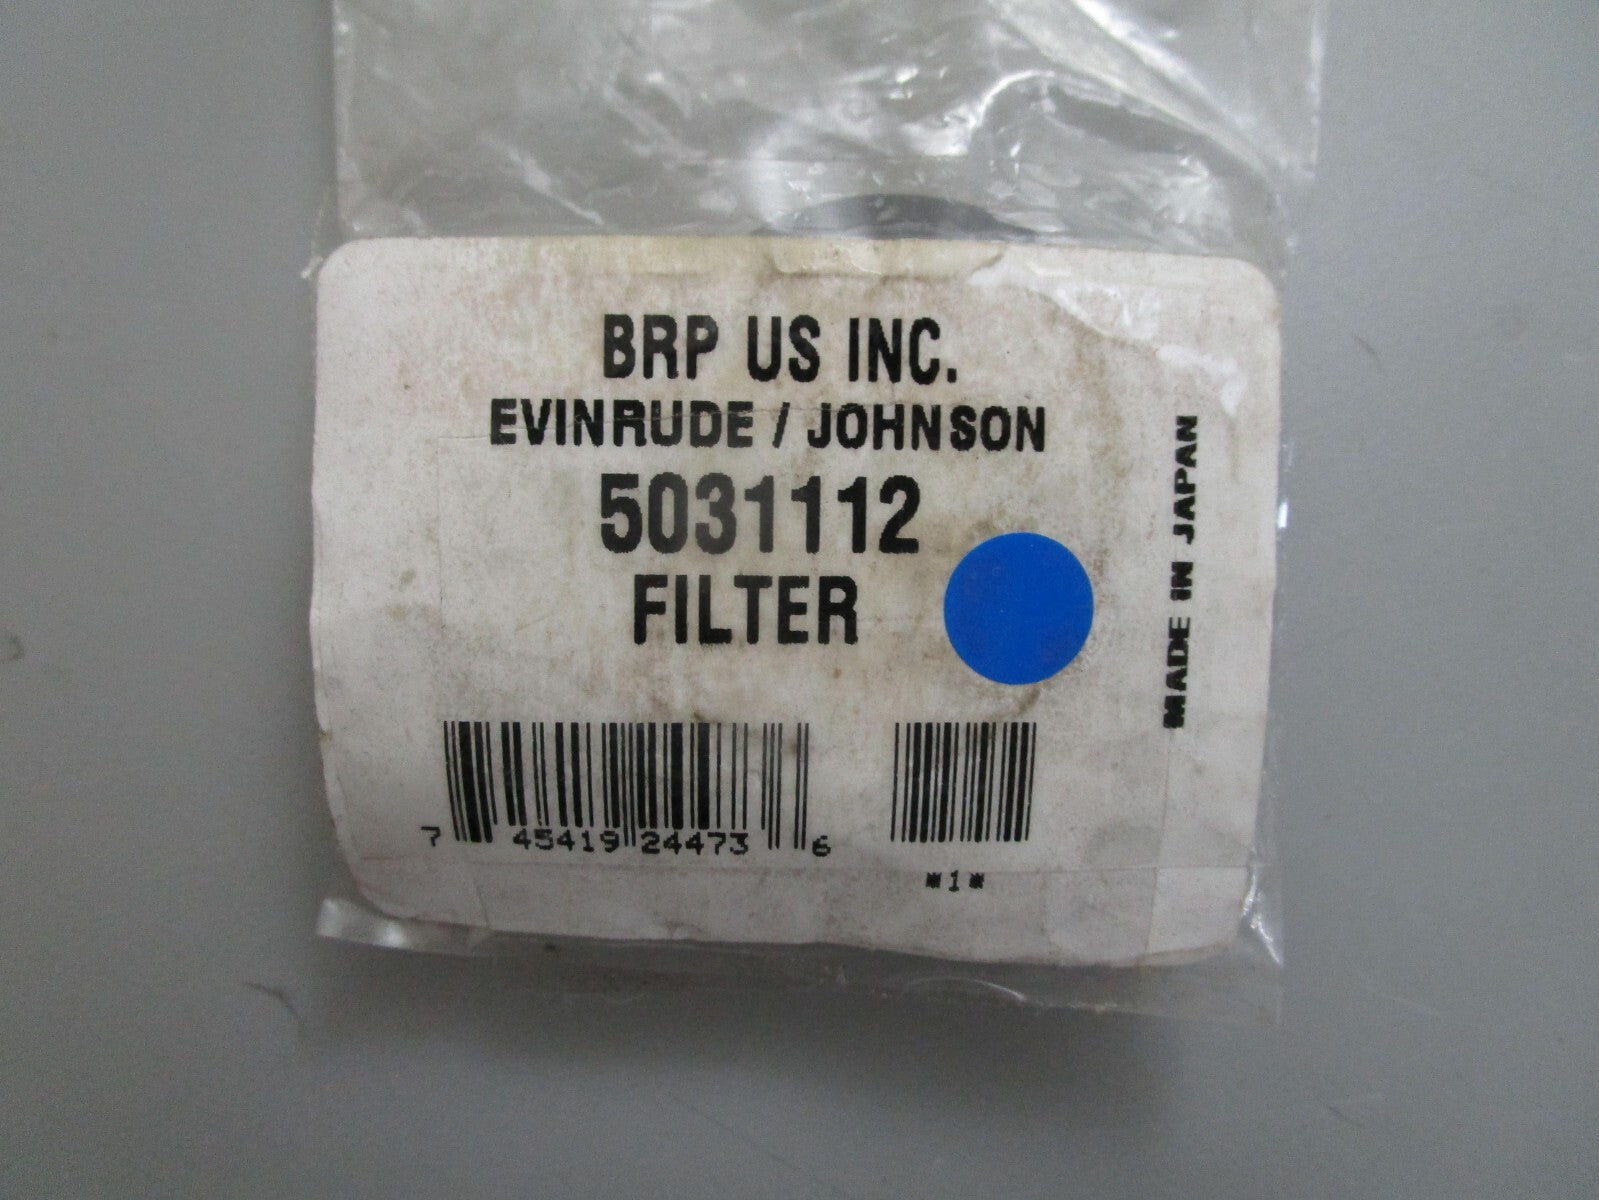 BRP US INC.
EVINRUDE / JOHNSON
5031112
FILTER
MADE IN JAPAN
7 45419 24473 6
*1*